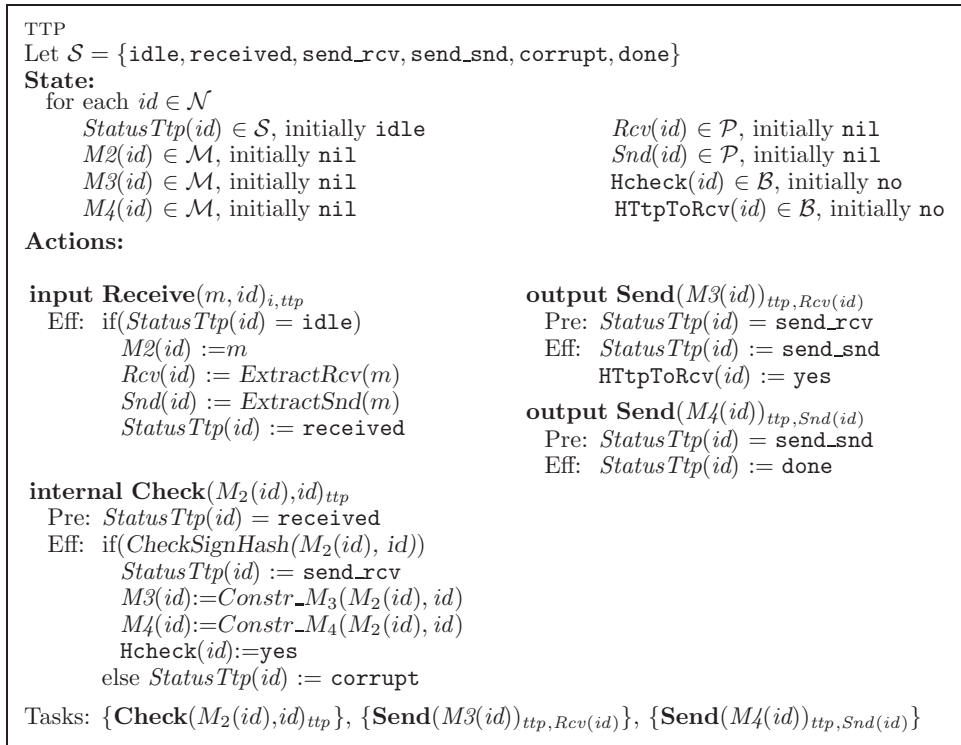 TTP
Let 𝒮 = {idle, received, send_rcv, send_snd, corrupt, done}
State:
for each id ∈ 𝒩
StatusTtp(id) ∈ 𝒮, initially idle
M2(id) ∈ ℳ, initially nil
M3(id) ∈ ℳ, initially nil
M4(id) ∈ ℳ, initially nil
Rcv(id) ∈ 𝒫, initially nil
Snd(id) ∈ 𝒫, initially nil
Hcheck(id) ∈ ℬ, initially no
HTtpToRcv(id) ∈ ℬ, initially no
Actions:
input Receive(m, id)_{i,ttp}
Eff: if(StatusTtp(id) = idle)
M2(id) :=m
Rcv(id) := ExtractRcv(m)
Snd(id) := ExtractSnd(m)
StatusTtp(id) := received
internal Check(M₂(id),id)_{ttp}
Pre: StatusTtp(id) = received
Eff: if(CheckSignHash(M₂(id), id))
StatusTtp(id) := send_rcv
M3(id):=Constr_M₃(M₂(id), id)
M4(id):=Constr_M₄(M₂(id), id)
Hcheck(id):=yes
else StatusTtp(id) := corrupt
output Send(M3(id))_{ttp,Rcv(id)}
Pre: StatusTtp(id) = send_rcv
Eff: StatusTtp(id) := send_snd
HTtpToRcv(id) := yes
output Send(M4(id))_{ttp,Snd(id)}
Pre: StatusTtp(id) = send_snd
Eff: StatusTtp(id) := done
Tasks: {Check(M₂(id),id)_{ttp}}, {Send(M3(id))_{ttp,Rcv(id)}}, {Send(M4(id))_{ttp,Snd(id)}}